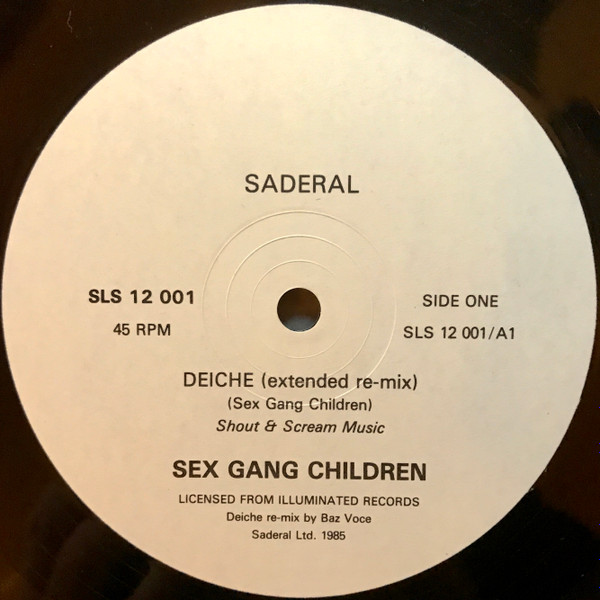 SADERAL
SLS 12 001
45 RPM
SIDE ONE
SLS 12 001/A1
DEICHE (extended re-mix)
(Sex Gang Children)
Shout & Scream Music
SEX GANG CHILDREN
LICENSED FROM ILLUMINATED RECORDS
Deiche re-mix by Baz Voce
Saderal Ltd. 1985